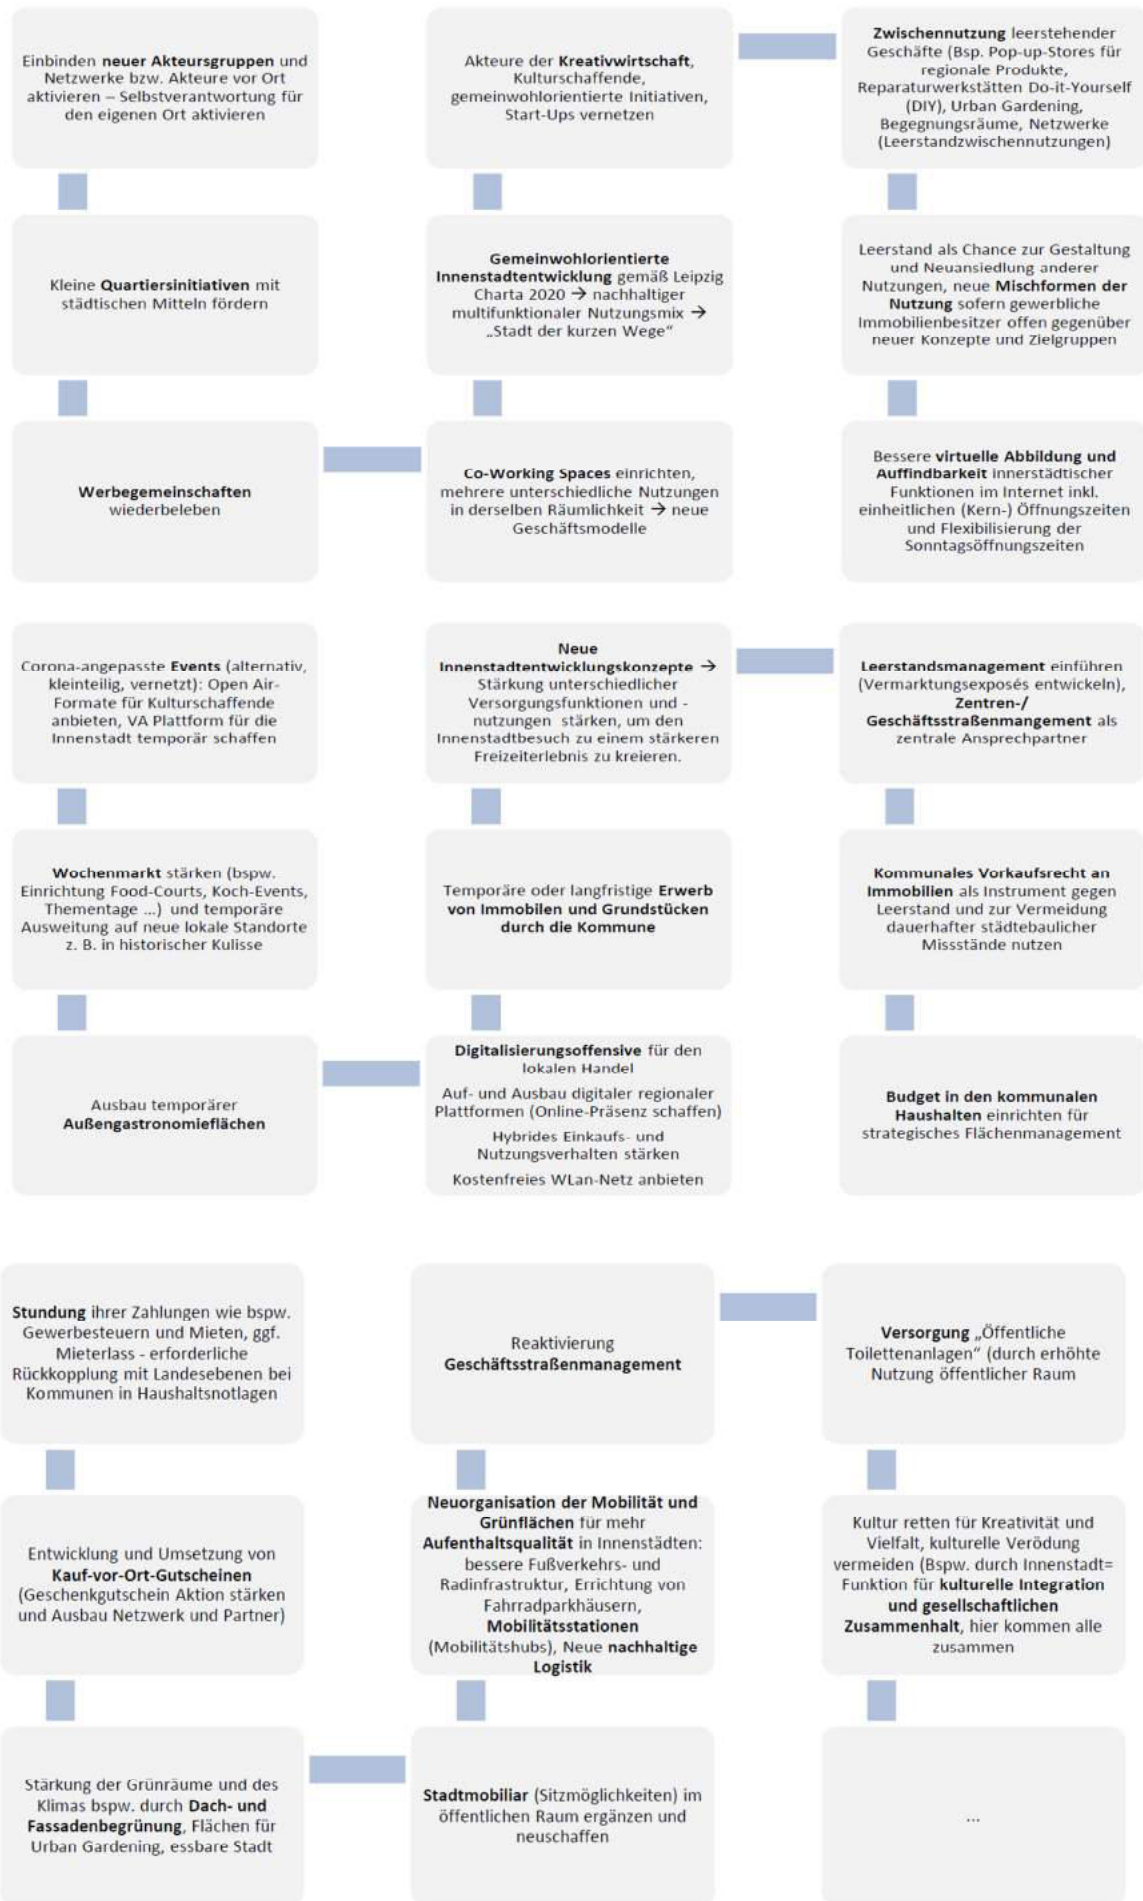 Einbinden neuer Akteursgruppen und
Netzwerke bzw. Akteure vor Ort
aktivieren – Selbstverantwortung für
den eigenen Ort aktivieren
Kleine Quartiersinitiativen mit
städtischen Mitteln fördern
Werbegemeinschaften
wiederbeleben
Co-Working Spaces einrichten,
mehrere unterschiedliche Nutzungen
in derselben Räumlichkeit → neue
Geschäftsmodelle
Gemeinwohlorientierte
Innenstadtentwicklung gemäß Leipzig
Charta 2020 → nachhaltiger
multifunktionaler Nutzungsmix →
„Stadt der kurzen Wege“
Akteure der Kreativwirtschaft,
Kulturschaffende,
gemeinwohlorientierte Initiativen,
Start-Ups vernetzen
Zwischennutzung leerstehender
Geschäfte (Bsp. Pop-up-Stores für
regionale Produkte,
Reparaturwerkstätten Do-it-Yourself
(DIY), Urban Gardening,
Begegnungsräume, Netzwerke
(Leerstandzwischennutzungen)
Leerstand als Chance zur Gestaltung
und Neuansiedlung anderer
Nutzungen, neue Mischformen der
Nutzung sofern gewerbliche
Immobilienbesitzer offen gegenüber
neuer Konzepte und Zielgruppen
Bessere virtuelle Abbildung und
Auffindbarkeit innerstädtischer
Funktionen im Internet inkl.
einheitlichen (Kern-) Öffnungszeiten
und Flexibilisierung der
Sonntagsöffnungszeiten
Corona-angepasste Events (alternativ,
kleinteilig, vernetzt): Open Air-
Formate für Kulturschaffende
anbieten, VA Plattform für die
Innenstadt temporär schaffen
Wochenmarkt stärken (bspw.
Einrichtung Food-Courts, Koch-Events,
Thementage ...) und temporäre
Ausweitung auf neue lokale Standorte
z. B. in historischer Kulisse
Ausbau temporärer
Außengastronomieflächen
Digitalisierungsoffensive für den
lokalen Handel
Auf- und Ausbau digitaler regionaler
Plattformen (Online-Präsenz schaffen)
Hybrides Einkaufs- und
Nutzungsverhalten stärken
Kostenfreies WLan-Netz anbieten
Temporäre oder langfristige Erwerb
von Immobilen und Grundstücken
durch die Kommune
Neue
Innenstadtentwicklungskonzepte →
Stärkung unterschiedlicher
Versorgungsfunktionen und -
nutzungen stärken, um den
Innenstadtbesuch zu einem stärkeren
Freizeiterlebnis zu kreieren.
Leerstandsmanagement einführen
(Vermarktungsexposés entwickeln),
Zentren-/
Geschäftsstraßenmangement als
zentrale Ansprechpartner
Kommunales Vorkaufsrecht an
Immobilien als Instrument gegen
Leerstand und zur Vermeidung
dauerhafter städtebaulicher
Missstände nutzen
Budget in den kommunalen
Haushalten einrichten für
strategisches Flächenmanagement
Stundung ihrer Zahlungen wie bspw.
Gewerbesteuern und Mieten, ggf.
Mieterlass - erforderliche
Rückkopplung mit Landesebenen bei
Kommunen in Haushaltsnotlagen
Entwicklung und Umsetzung von
Kauf-vor-Ort-Gutscheinen
(Geschenkgutschein Aktion stärken
und Ausbau Netzwerk und Partner)
Stärkung der Grünräume und des
Klimas bspw. durch Dach- und
Fassadenbegrünung, Flächen für
Urban Gardening, essbare Stadt
Stadtmobiliar (Sitzmöglichkeiten) im
öffentlichen Raum ergänzen und
neuschaffen
Neuorganisation der Mobilität und
Grünflächen für mehr
Aufenthaltsqualität in Innenstädten:
bessere Fußverkehrs- und
Radinfrastruktur, Errichtung von
Fahrradparkhäusern,
Mobilitätsstationen
(Mobilitätshubs), Neue nachhaltige
Logistik
Reaktivierung
Geschäftsstraßenmanagement
Versorgung „Öffentliche
Toilettenanlagen“ (durch erhöhte
Nutzung öffentlicher Raum
Kultur retten für Kreativität und
Vielfalt, kulturelle Verödung
vermeiden (Bspw. durch Innenstadt=
Funktion für kulturelle Integration
und gesellschaftlichen
Zusammenhalt, hier kommen alle
zusammen
...